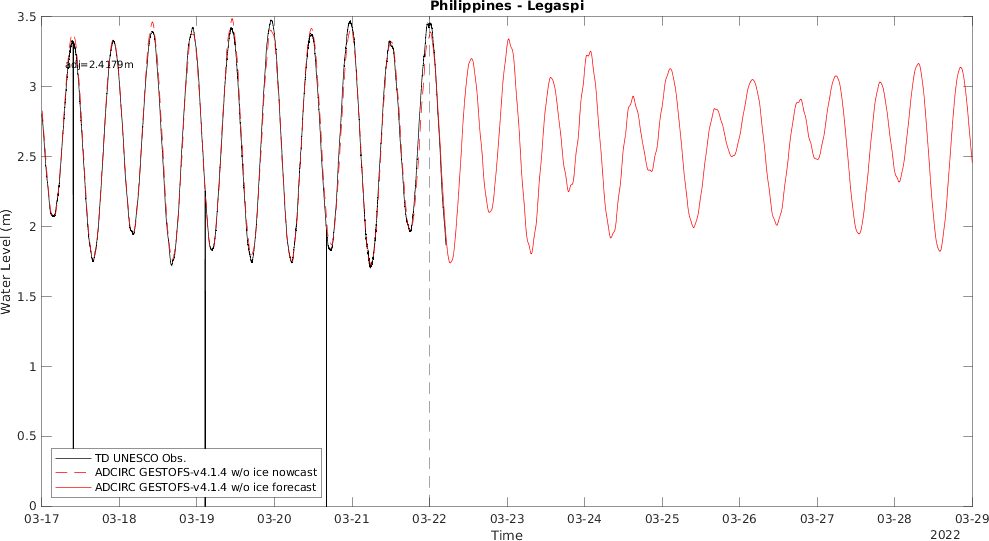 Philippines - Legaspi
3.5
adj=2.4179m
3
2.5
2
1.5
1
0.5
0
Water Level (m)
TD UNESCO Obs.
ADCIRC GESTOFS-v4.1.4 w/o ice nowcast
ADCIRC GESTOFS-v4.1.4 w/o ice forecast
03-17 03-18 03-19 03-20 03-21 03-22 03-23 03-24 03-25 03-26 03-27 03-28 03-29
Time
2022